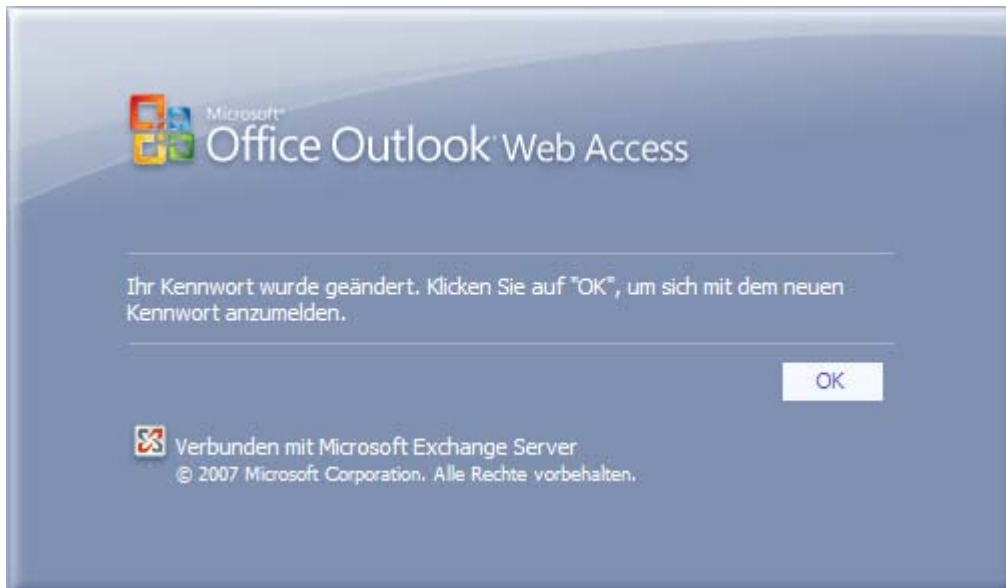 Microsoft®
Office Outlook® Web Access
Ihr Kennwort wurde geändert. Klicken Sie auf "OK", um sich mit dem neuen
Kennwort anzumelden.
OK
Verbunden mit Microsoft Exchange Server
© 2007 Microsoft Corporation. Alle Rechte vorbehalten.